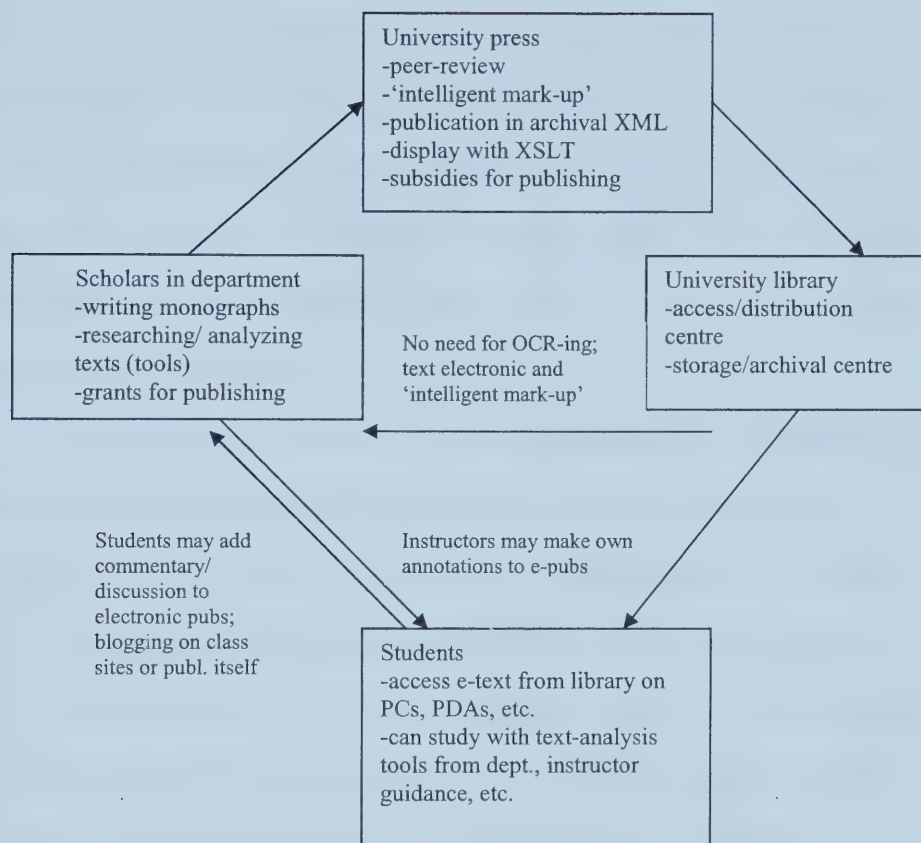 University press
-peer-review
-‘intelligent mark-up’
-publication in archival XML
-display with XSLT
-subsidies for publishing
Scholars in department
-writing monographs
-researching/ analyzing
texts (tools)
-grants for publishing
No need for OCR-ing;
text electronic and
‘intelligent mark-up’
University library
-access/distribution
centre
-storage/archival centre
Students may add
commentary/
discussion to
electronic pubs;
blogging on class
sites or publ. itself
Instructors may make own
annotations to e-pubs
Students
-access e-text from library on
PCs, PDAs, etc.
-can study with text-analysis
tools from dept., instructor
guidance, etc.